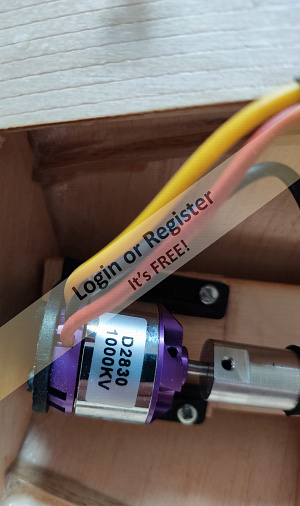 Login or Register
It's FREE!
D2830
1000KV